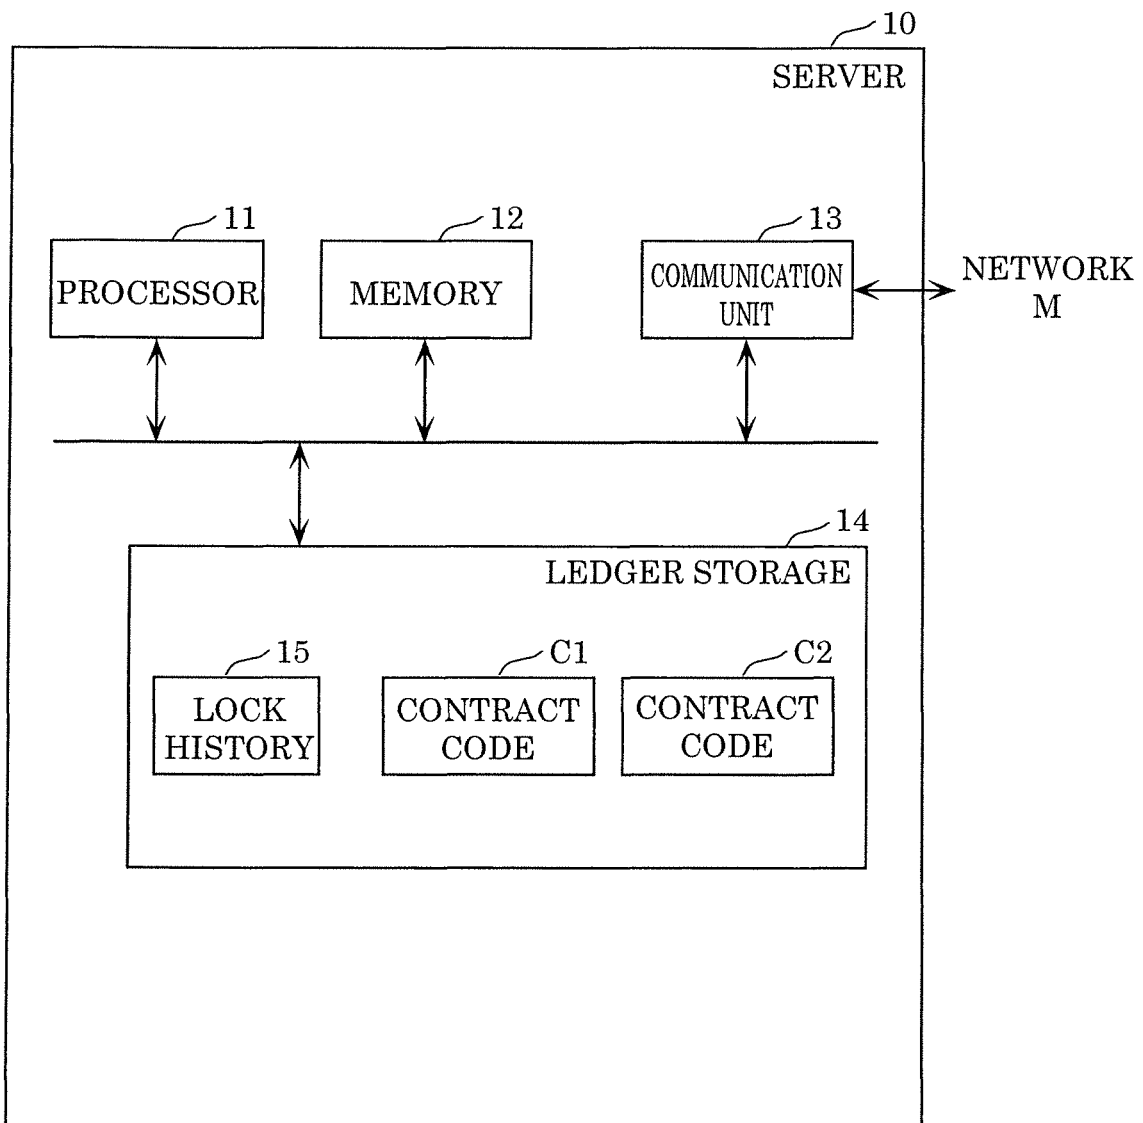 10
SERVER
11
12
13
PROCESSOR
MEMORY
COMMUNICATION
UNIT
NETWORK
M
14
LEDGER STORAGE
15
C1
C2
LOCK
HISTORY
CONTRACT
CODE
CONTRACT
CODE